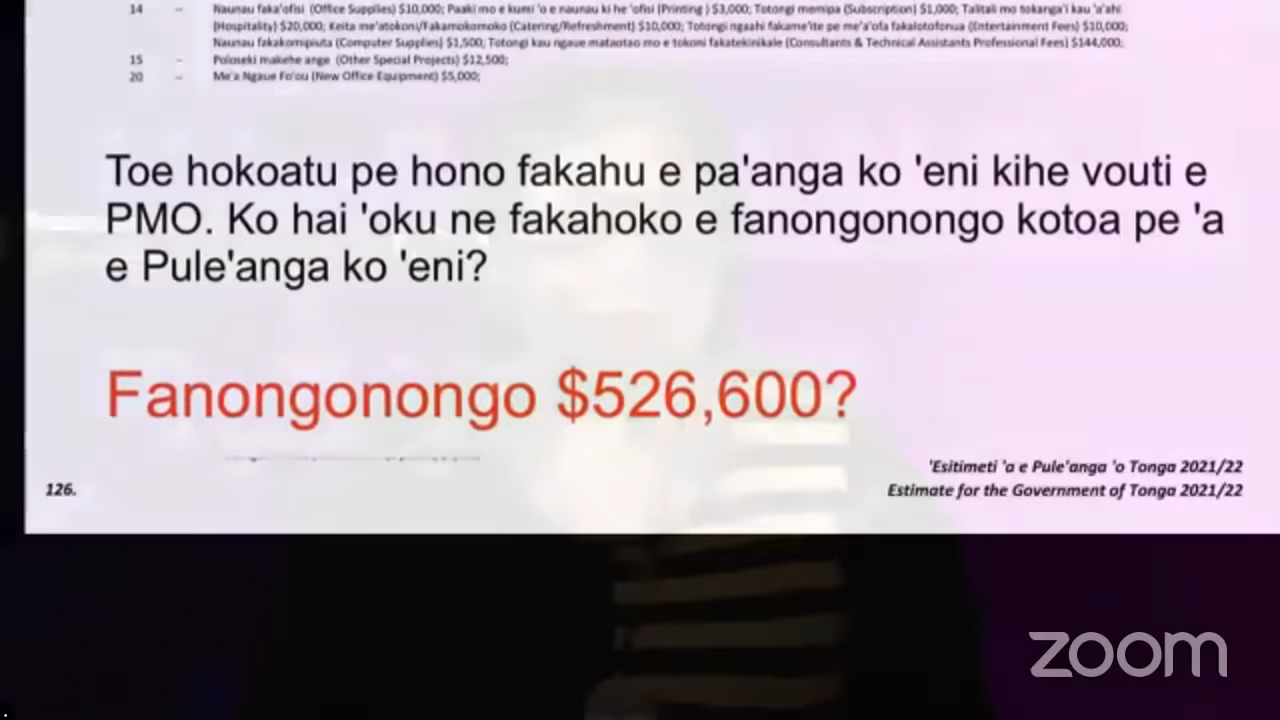 14 – Naunau faka'ofisi (Office Supplies) $10,000; Paaki mo e kumi 'o e naunau ki he 'ofisi (Printing ) $3,000; Totongi memipa (Subscription) $1,000; Talitali mo tokanga'i kau 'a'ahi
(Hospitality) $20,000; Keita me'atokoni/Fakamokomoko (Catering/Refreshment) $10,000; Totongi ngaahi fakame'ite pe me'a'ofa fakalotofonua (Entertainment Fees) $10,000;
Naunau fakakomipiuta (Computer Supplies) $1,500; Totongi kau ngaue mataotao mo e tokoni fakatekinikale (Consultants & Technical Assistants Professional Fees) $144,000;
15 – Poloseki makehe ange (Other Special Projects) $12,500;
20 – Me'a Ngaue Fo'ou (New Office Equipment) $5,000;
Toe hokoatu pe hono fakahu e pa'anga ko 'eni kihe vouti e
PMO. Ko hai 'oku ne fakahoko e fanongonongo kotoa pe 'a
e Pule'anga ko 'eni?
Fanongonongo $526,600?
'Esitimeti 'a e Pule'anga 'o Tonga 2021/22
126. Estimate for the Government of Tonga 2021/22
zoom